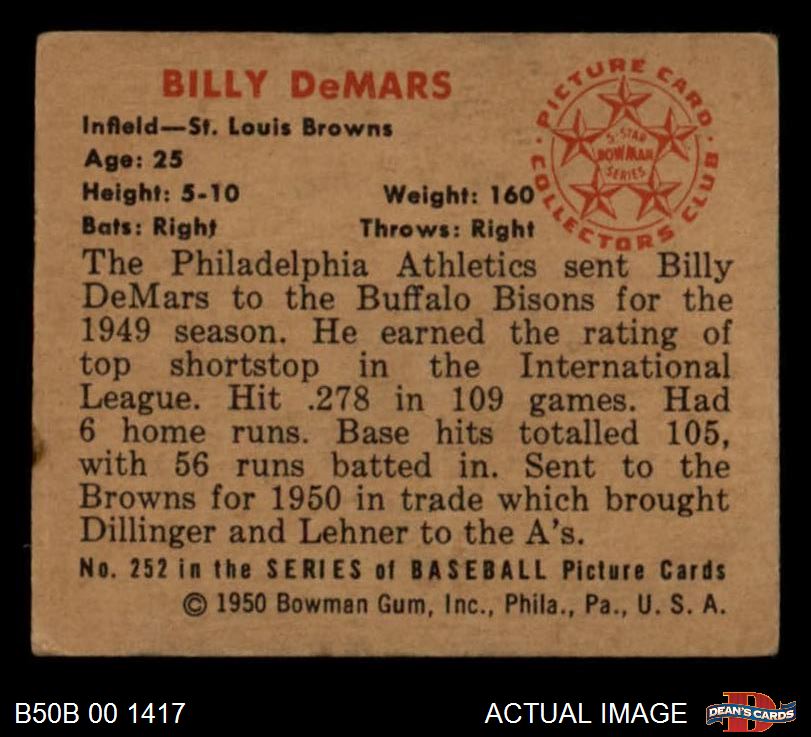 BILLY DeMARS
Infield—St. Louis Browns
Age: 25
Height: 5-10 Weight: 160
Bats: Right Throws: Right
PICTURE CARD
5-STAR
BOWMAN
SERIES
COLLECTORS CLUB
The Philadelphia Athletics sent Billy
DeMars to the Buffalo Bisons for the
1949 season. He earned the rating of
top shortstop in the International
League. Hit .278 in 109 games. Had
6 home runs. Base hits totalled 105,
with 56 runs batted in. Sent to the
Browns for 1950 in trade which brought
Dillinger and Lehner to the A's.
No. 252 in the SERIES of BASEBALL Picture Cards
© 1950 Bowman Gum, Inc., Phila., Pa., U. S. A.
B50B 00 1417
ACTUAL IMAGE
D
DEAN'S CARDS